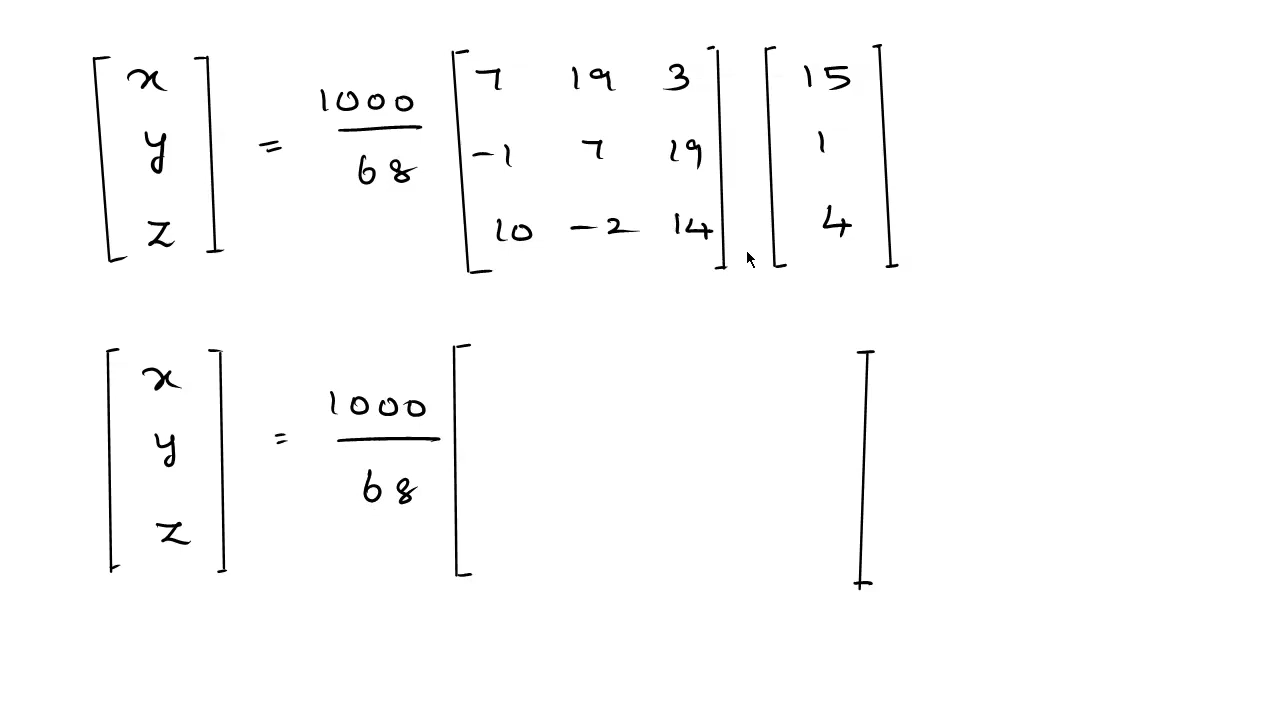 [ x ] = 1000/68 [ 7 19 3 ] [ 15 ]
[ y ] [ -1 7 19 ] [ 1 ]
[ z ] [ 10 -2 14 ] . [ 4 ]
[ x ] = 1000/68 [ ]
[ y ]
[ z ]